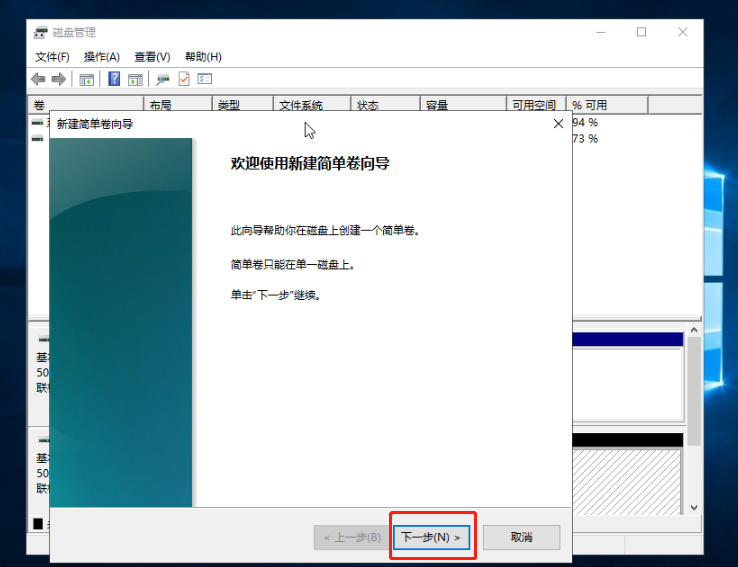 磁盘管理
文件(F) 操作(A) 查看(V) 帮助(H)
卷 布局 类型 文件系统 状态 容量 可用空间 % 可用
94 %
73 %
新建简单卷向导
欢迎使用新建简单卷向导
此向导帮助你在磁盘上创建一个简单卷。
简单卷只能在单一磁盘上。
单击"下一步"继续。
基
50
联
基
50
联
< 上一步(B) 下一步(N) > 取消